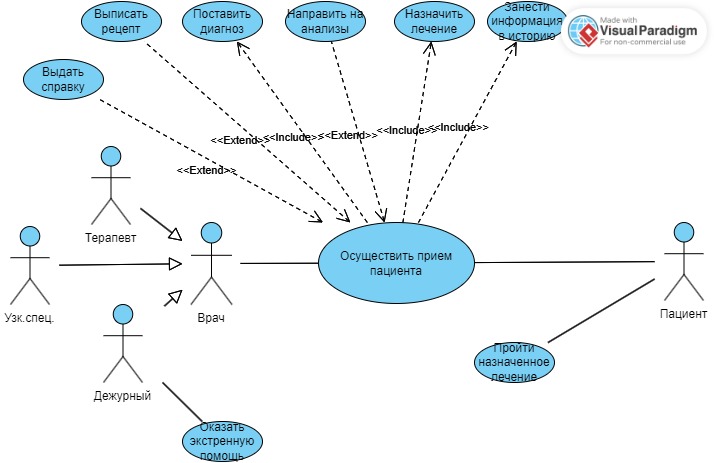 Выписать
рецепт
Поставить
диагноз
Направить на
анализы
Назначить
лечение
Занести
информация
в историю
Made with
Visual Paradigm
For non-commercial use
Выдать
справку
<<Extend>>
<<Include>>
<<Extend>>
<<Include>>
<<Include>>
<<Extend>>
Терапевт
Осуществить прием
пациента
Узк.спец.
Врач
Пациент
Пройти
назначенное
лечение
Дежурный
Оказать
экстренную
помощь